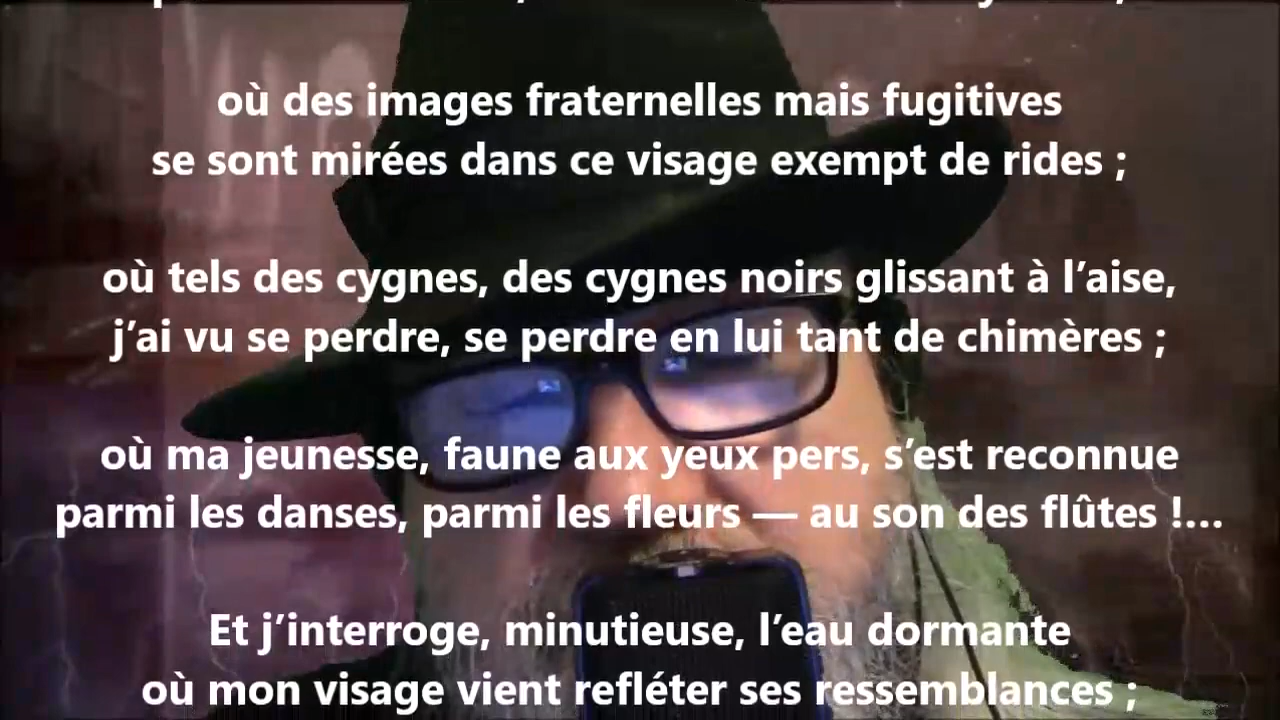 où des images fraternelles mais fugitives
se sont mirées dans ce visage exempt de rides ;
où tels des cygnes, des cygnes noirs glissant à l’aise,
j’ai vu se perdre, se perdre en lui tant de chimères ;
où ma jeunesse, faune aux yeux pers, s’est reconnue
parmi les danses, parmi les fleurs — au son des flûtes !…
Et j’interroge, minutieuse, l’eau dormante
où mon visage vient refléter ses ressemblances ;